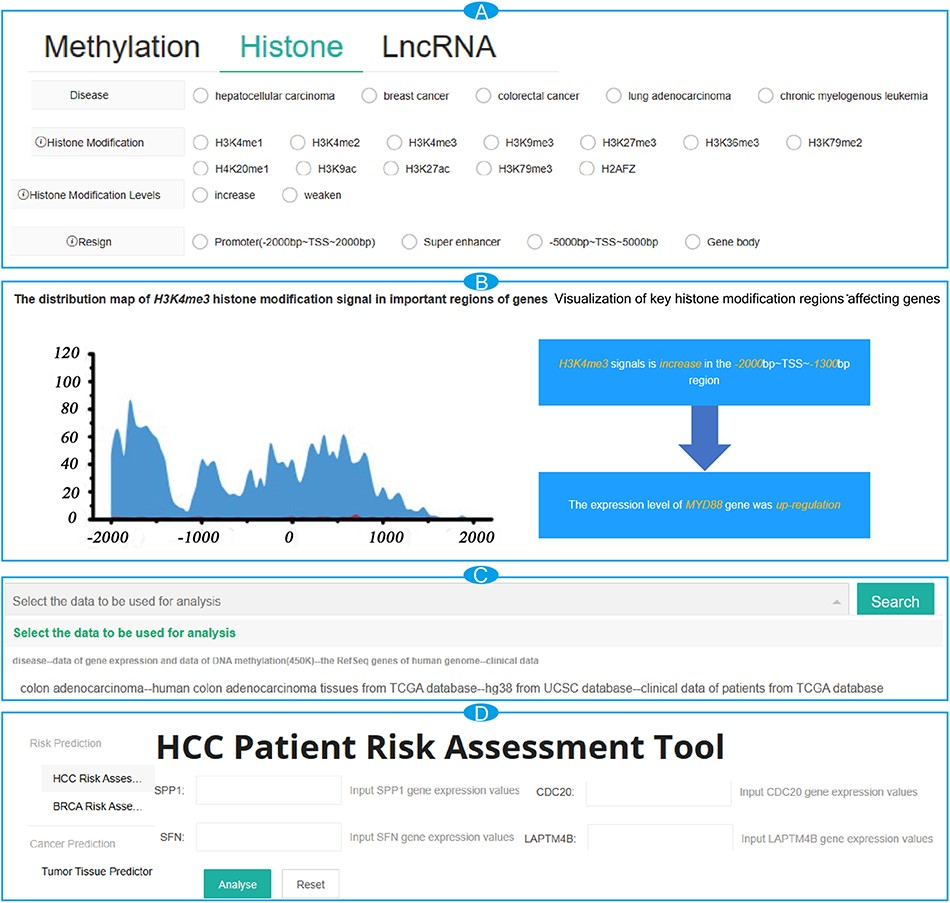 A
Methylation Histone LncRNA
Disease hepatocellular carcinoma breast cancer colorectal cancer lung adenocarcinoma chronic myelogenous leukemia
Histone Modification H3K4me1 H3K4me2 H3K4me3 H3K9me3 H3K27me3 H3K36me3 H3K79me2
H4K20me1 H3K9ac H3K27ac H3K79me3 H2AFZ
Histone Modification Levels increase weaken
Resign Promoter(-2000bp~TSS~2000bp) Super enhancer -5000bp~TSS~5000bp Gene body
B
The distribution map of H3K4me3 histone modification signal in important regions of genes Visualization of key histone modification regions affecting genes
120
100
80
60
40
20
0
-2000 -1000 0 1000 2000
H3K4me3 signals is increase in the -2000bp~TSS~-1300bp
region
The expression level of MYD88 gene was up-regulation
C
Select the data to be used for analysis Search
Select the data to be used for analysis
disease--data of gene expression and data of DNA methylation(450K)--the RefSeq genes of human genome--clinical data
colon adenocarcinoma--human colon adenocarcinoma tissues from TCGA database--hg38 from UCSC database--clinical data of patients from TCGA database
D
Risk Prediction HCC Patient Risk Assessment Tool
HCC Risk Asses...
BRCA Risk Asse...
Cancer Prediction
Tumor Tissue Predictor
SPP1: Input SPP1 gene expression values CDC20: Input CDC20 gene expression values
SFN: Input SFN gene expression values LAPTM4B: Input LAPTM4B gene expression values
Analyse Reset